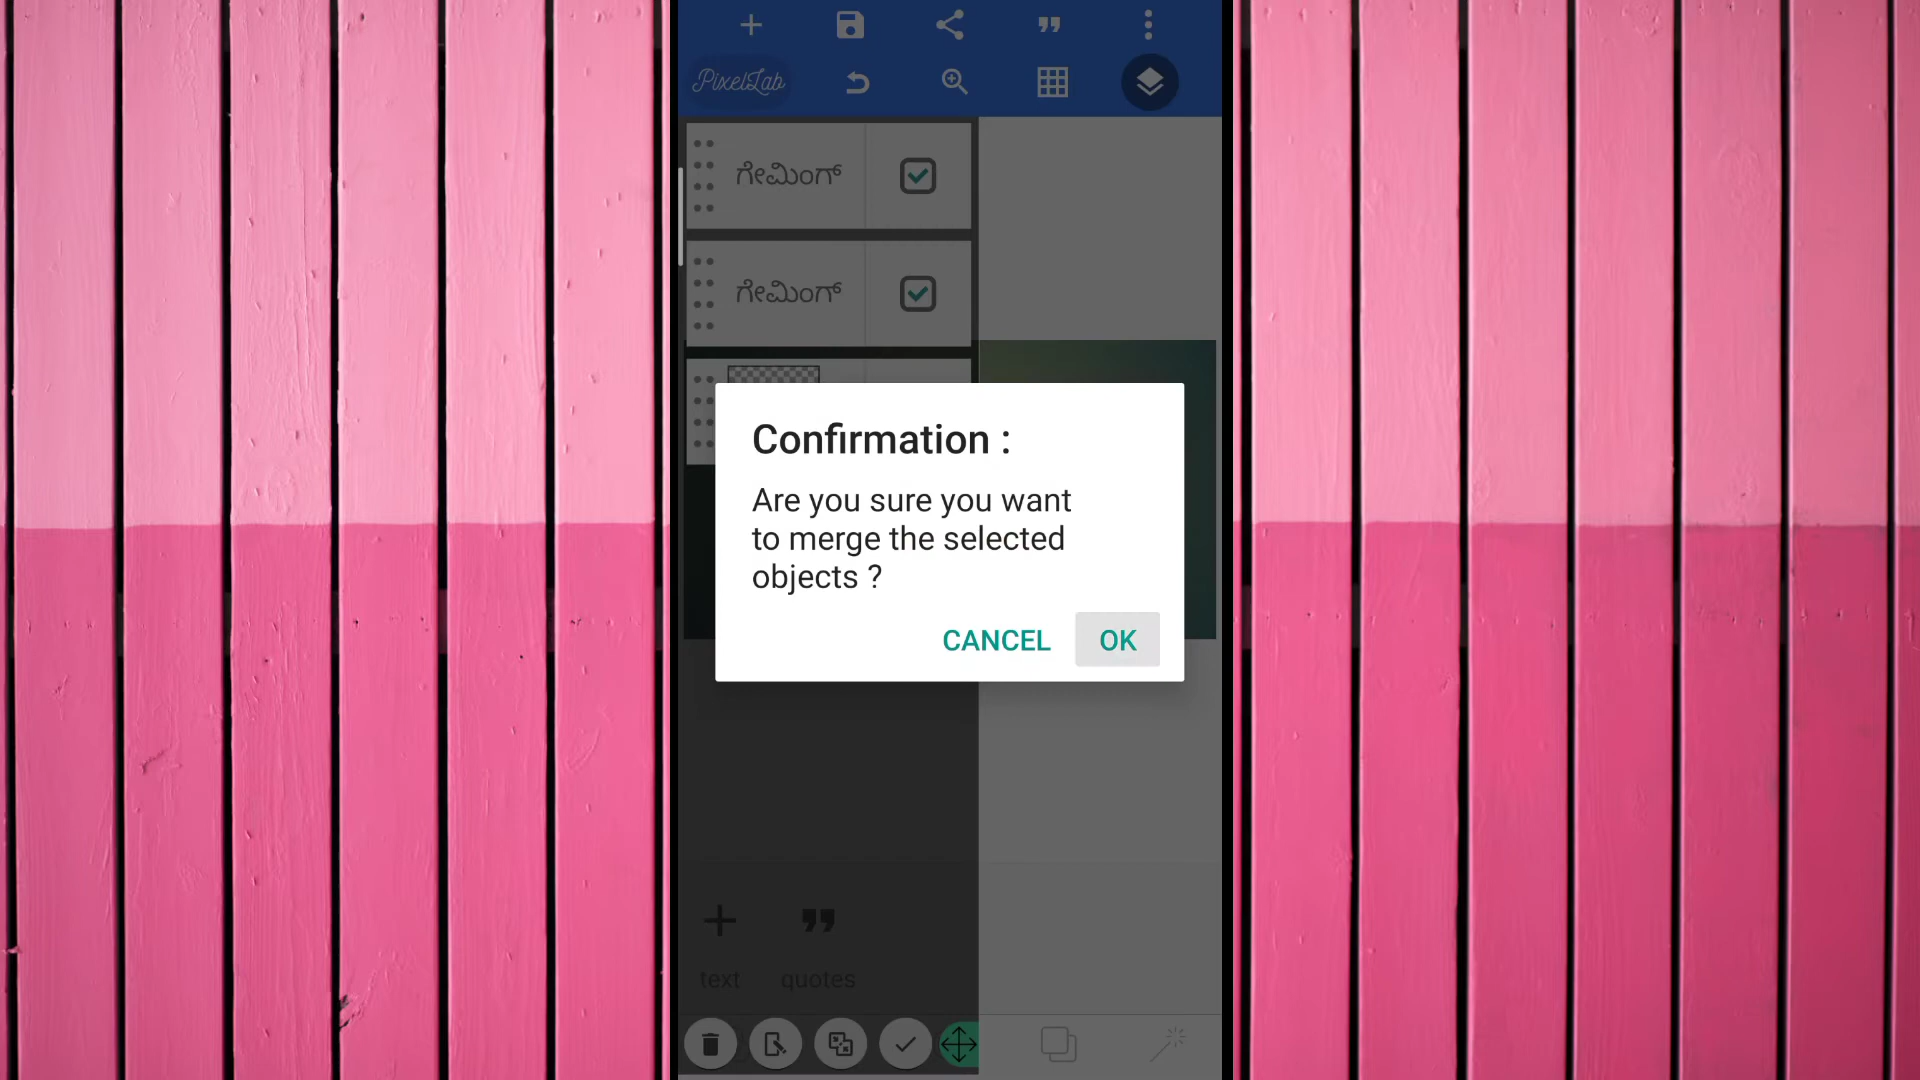 PixelLab
ಗೇಮಿಂಗ್
ಗೇಮಿಂಗ್
Confirmation :
Are you sure you want
to merge the selected
objects ?
CANCEL OK
text quotes